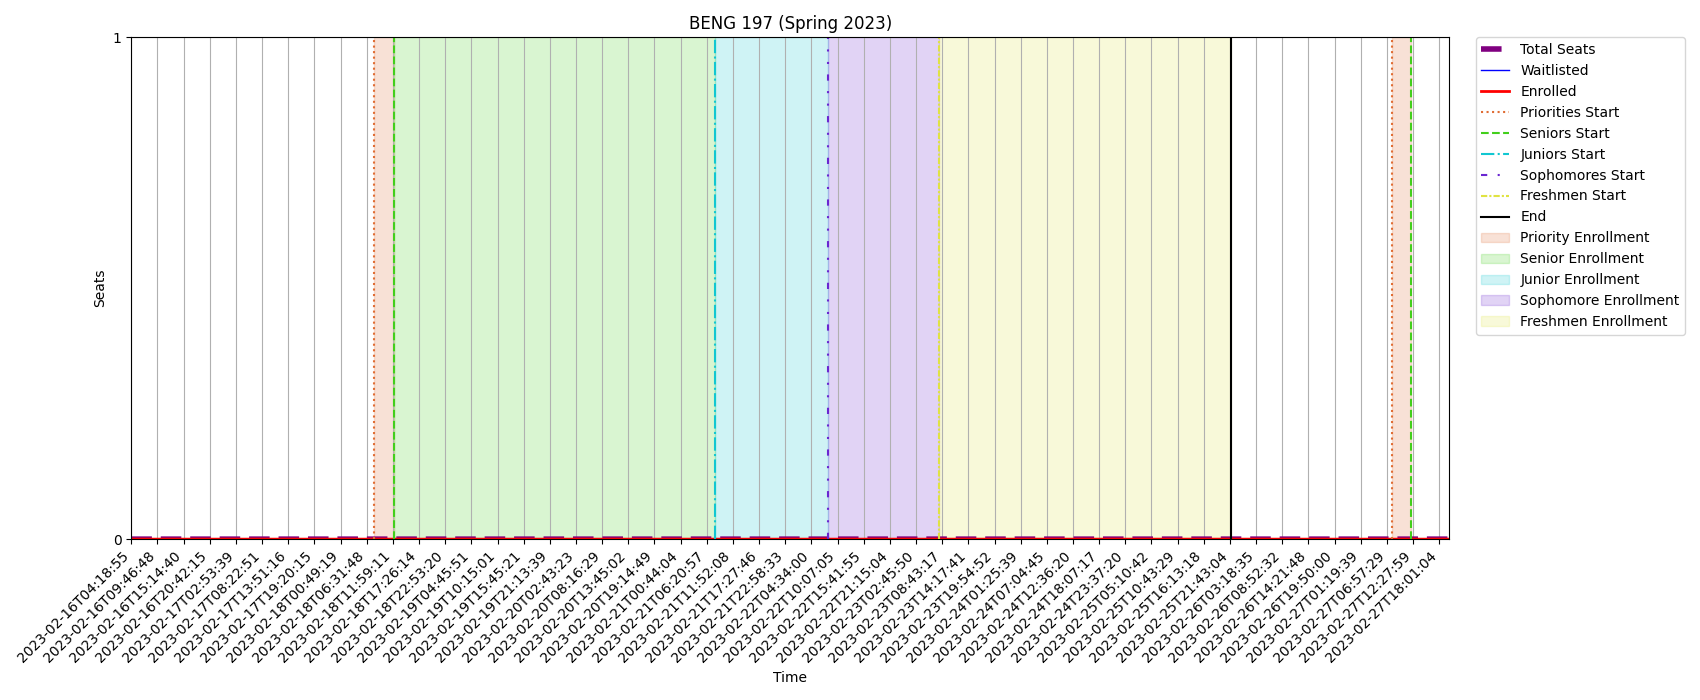 BENG 197 (Spring 2023)
1
0
Seats
2023-02-16T04:18:55
2023-02-16T09:46:48
2023-02-16T15:14:40
2023-02-16T20:42:15
2023-02-17T02:53:39
2023-02-17T08:22:51
2023-02-17T13:51:16
2023-02-17T19:20:15
2023-02-18T00:49:19
2023-02-18T06:31:48
2023-02-18T11:59:11
2023-02-18T17:26:14
2023-02-18T22:53:20
2023-02-19T04:45:51
2023-02-19T10:15:01
2023-02-19T15:45:21
2023-02-19T21:13:39
2023-02-20T02:43:23
2023-02-20T08:16:29
2023-02-20T13:45:02
2023-02-20T19:14:49
2023-02-21T00:44:04
2023-02-21T06:20:57
2023-02-21T11:52:08
2023-02-21T17:27:46
2023-02-21T22:58:33
2023-02-22T04:34:00
2023-02-22T10:07:05
2023-02-22T15:41:55
2023-02-22T21:15:04
2023-02-23T02:45:50
2023-02-23T08:43:17
2023-02-23T14:17:41
2023-02-23T19:54:52
2023-02-24T01:25:39
2023-02-24T07:04:45
2023-02-24T12:36:20
2023-02-24T18:07:17
2023-02-24T23:37:20
2023-02-25T05:10:42
2023-02-25T10:43:29
2023-02-25T16:13:18
2023-02-25T21:43:04
2023-02-26T03:18:35
2023-02-26T08:52:32
2023-02-26T14:21:48
2023-02-26T19:50:00
2023-02-27T01:19:39
2023-02-27T06:57:29
2023-02-27T12:27:59
2023-02-27T18:01:04
Time
Total Seats
Waitlisted
Enrolled
Priorities Start
Seniors Start
Juniors Start
Sophomores Start
Freshmen Start
End
Priority Enrollment
Senior Enrollment
Junior Enrollment
Sophomore Enrollment
Freshmen Enrollment